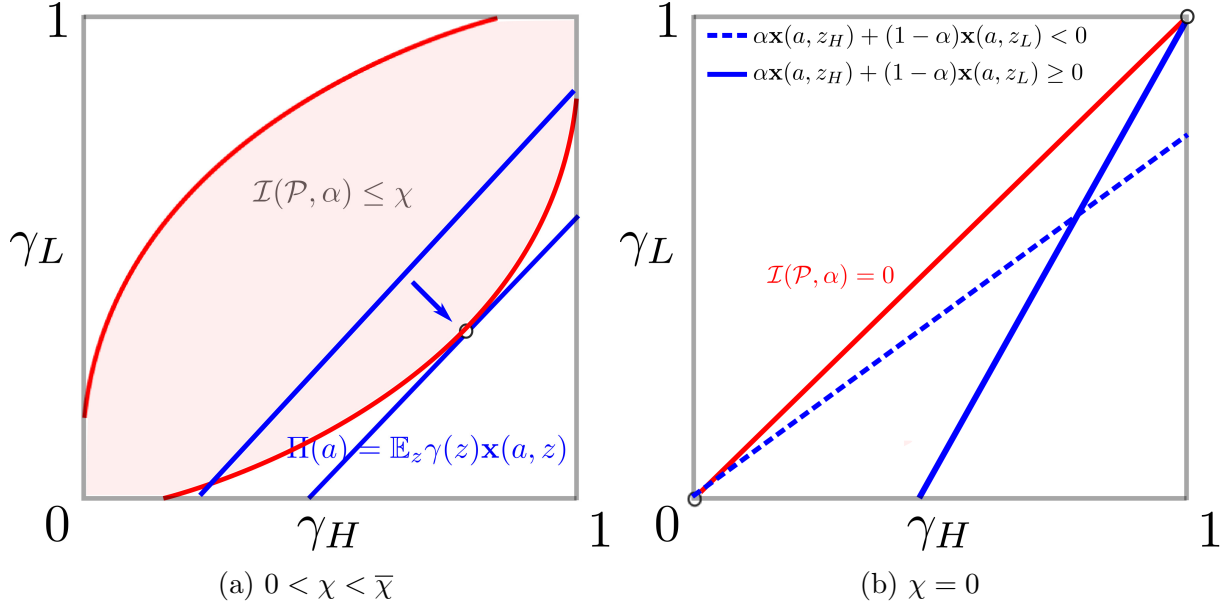 1
γ_L
I(P, α) ≤ χ
Π(a) = 𝔼_z γ(z)x(a, z)
0
γ_H
1
(a) 0 < χ < χ̅
1
αx(a, z_H) + (1 − α)x(a, z_L) < 0
αx(a, z_H) + (1 − α)x(a, z_L) ≥ 0
γ_L
I(P, α) = 0
0
γ_H
1
(b) χ = 0